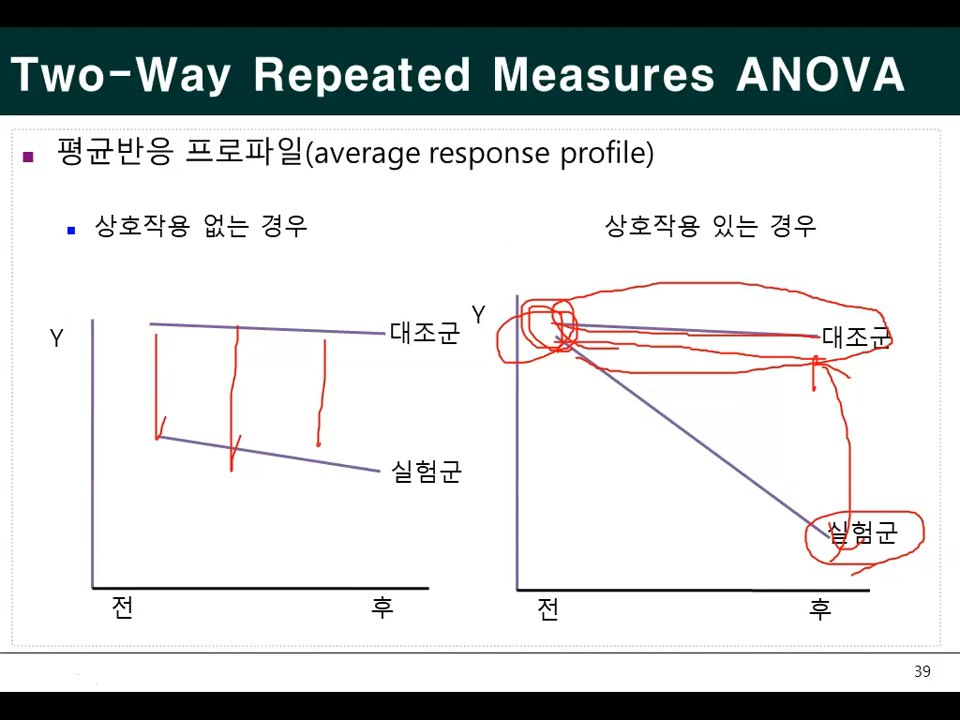 Two-Way Repeated Measures ANOVA
평균반응 프로파일(average response profile)
상호작용 없는 경우
상호작용 있는 경우
Y
대조군
실험군
전
후
Y
대조군
실험군
전
후
39